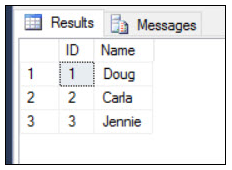 Results Messages
ID Name
1 1 Doug
2 2 Carla
3 3 Jennie